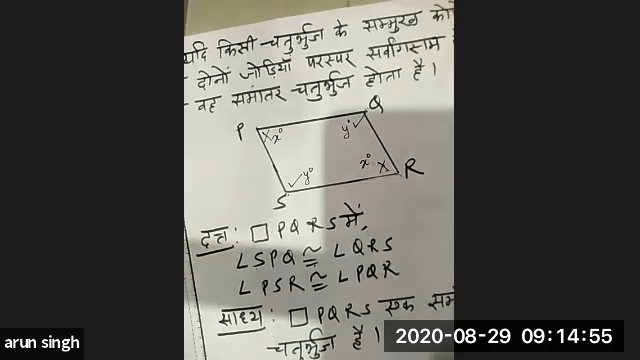 यदि किसी चतुर्भुज के सम्मुख
दोनों जोड़ियाँ परस्पर सर्वांगसम
वह समांतर चतुर्भुज होता है।
P
Q
x°
y°
y°
x°
S
R
दत्त : □ PQRS में,
∠SPQ ≅ ∠QRS
∠PSR ≅ ∠PQR
साध्य : □ PQRS एक
चतुर्भुज है।
arun singh
2020-08-29 09:14:55